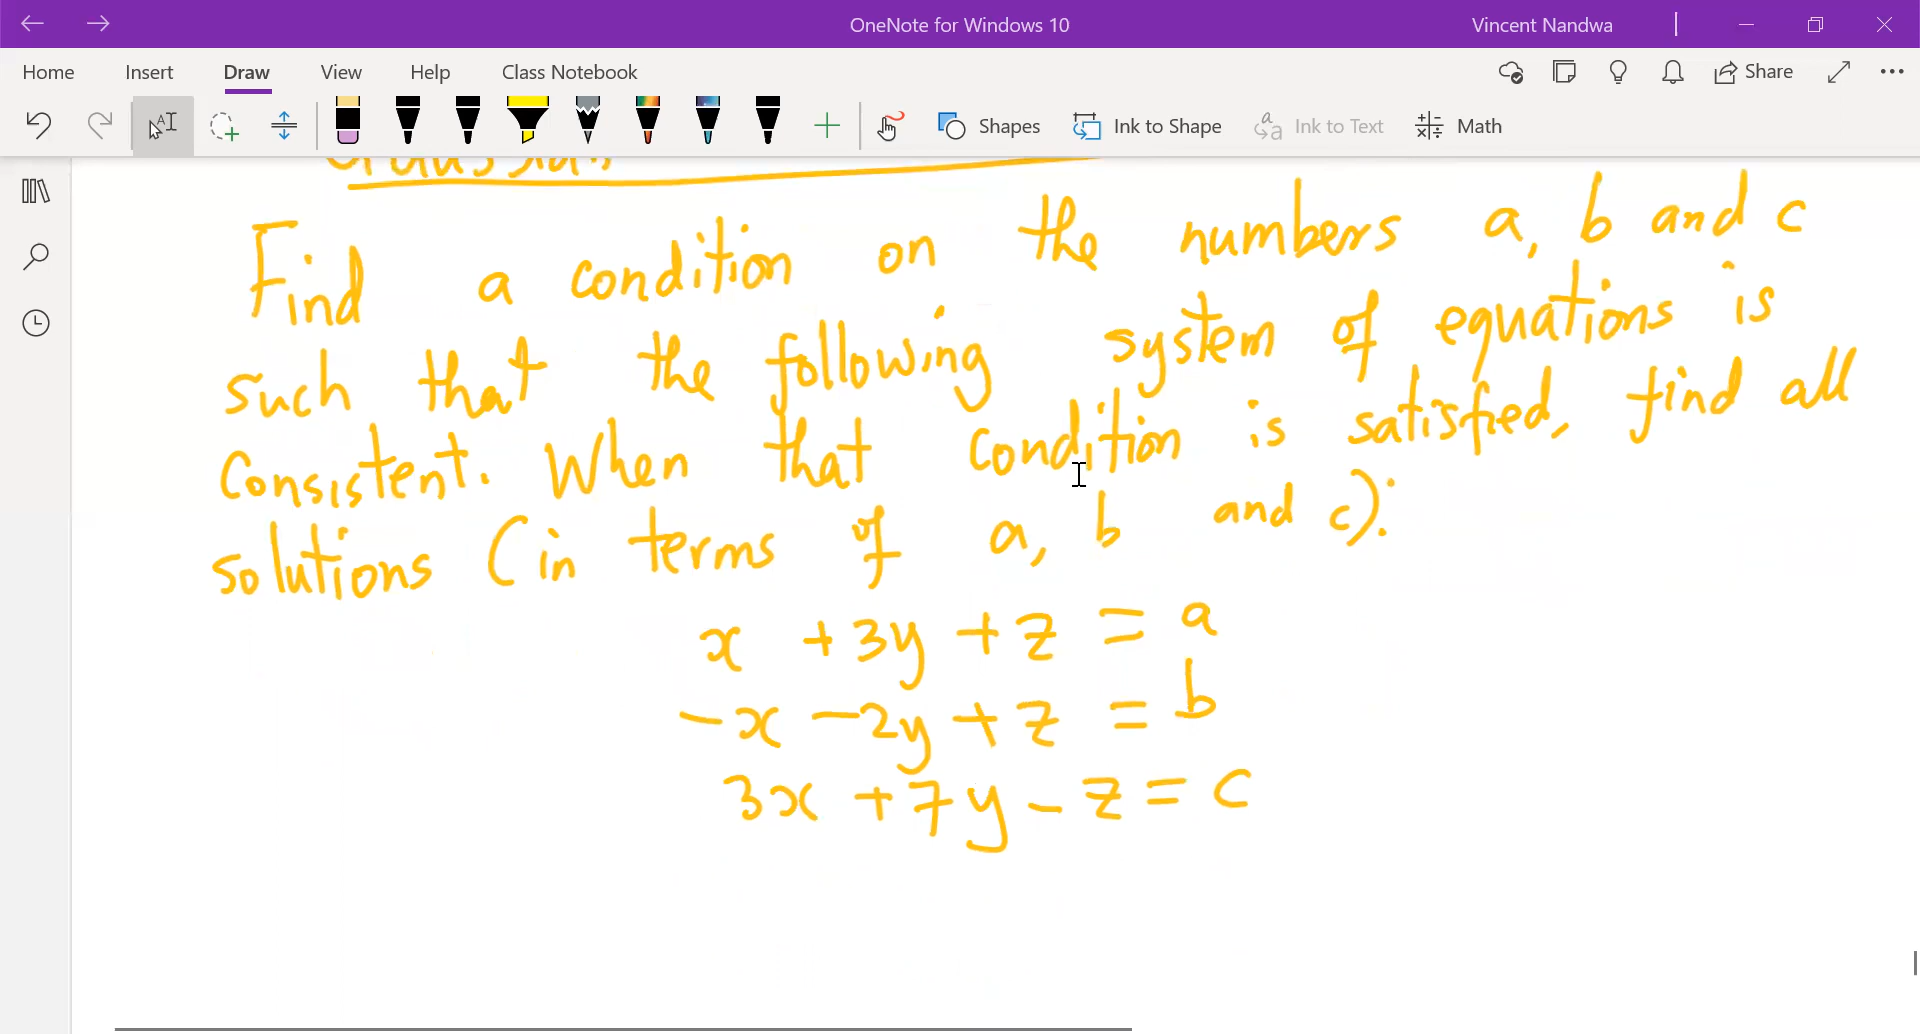 OneNote for Windows 10
Vincent Nandwa
Home Insert Draw View Help Class Notebook
Share
Shapes Ink to Shape Ink to Text Math
Find a condition on the numbers a, b and c
such that the following system of equations is
consistent. When that condition is satisfied, find all
solutions (in terms of a, b and c):
x + 3y + z = a
-x - 2y + z = b
3x + 7y - z = c